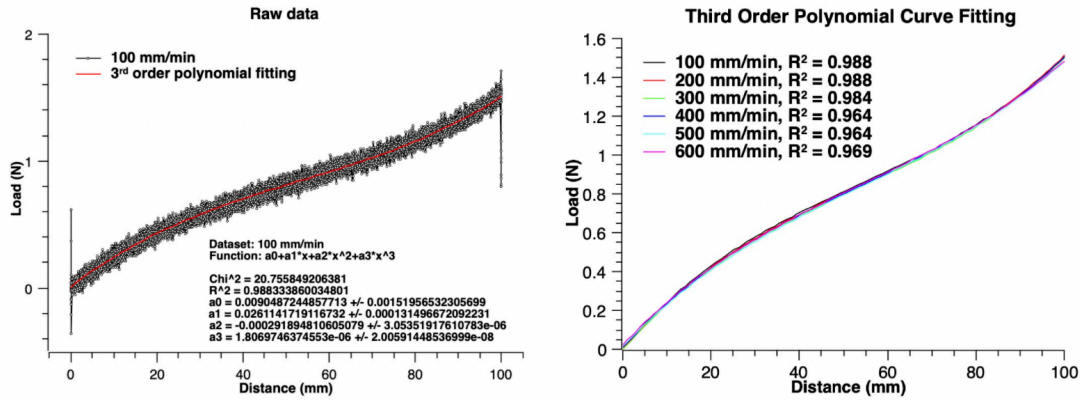 Raw data
2
1
0
Load (N)
100 mm/min
3rd order polynomial fitting
Dataset: 100 mm/min
Function: a0+a1*x+a2*x^2+a3*x^3
Chi^2 = 20.755849206381
R^2 = 0.988333860034801
a0 = 0.0090487244857713 +/- 0.00151956532305699
a1 = 0.0261141719116732 +/- 0.000131496672092231
a2 = -0.000291894810605079 +/- 3.05351917610783e-06
a3 = 1.8069746374553e-06 +/- 2.00591448536999e-08
0 20 40 60 80 100
Distance (mm)
Third Order Polynomial Curve Fitting
1.6
1.4
1.2
1
0.8
0.6
0.4
0.2
0
Load (N)
100 mm/min, R² = 0.988
200 mm/min, R² = 0.988
300 mm/min, R² = 0.984
400 mm/min, R² = 0.964
500 mm/min, R² = 0.964
600 mm/min, R² = 0.969
0 20 40 60 80 100
Distance (mm)